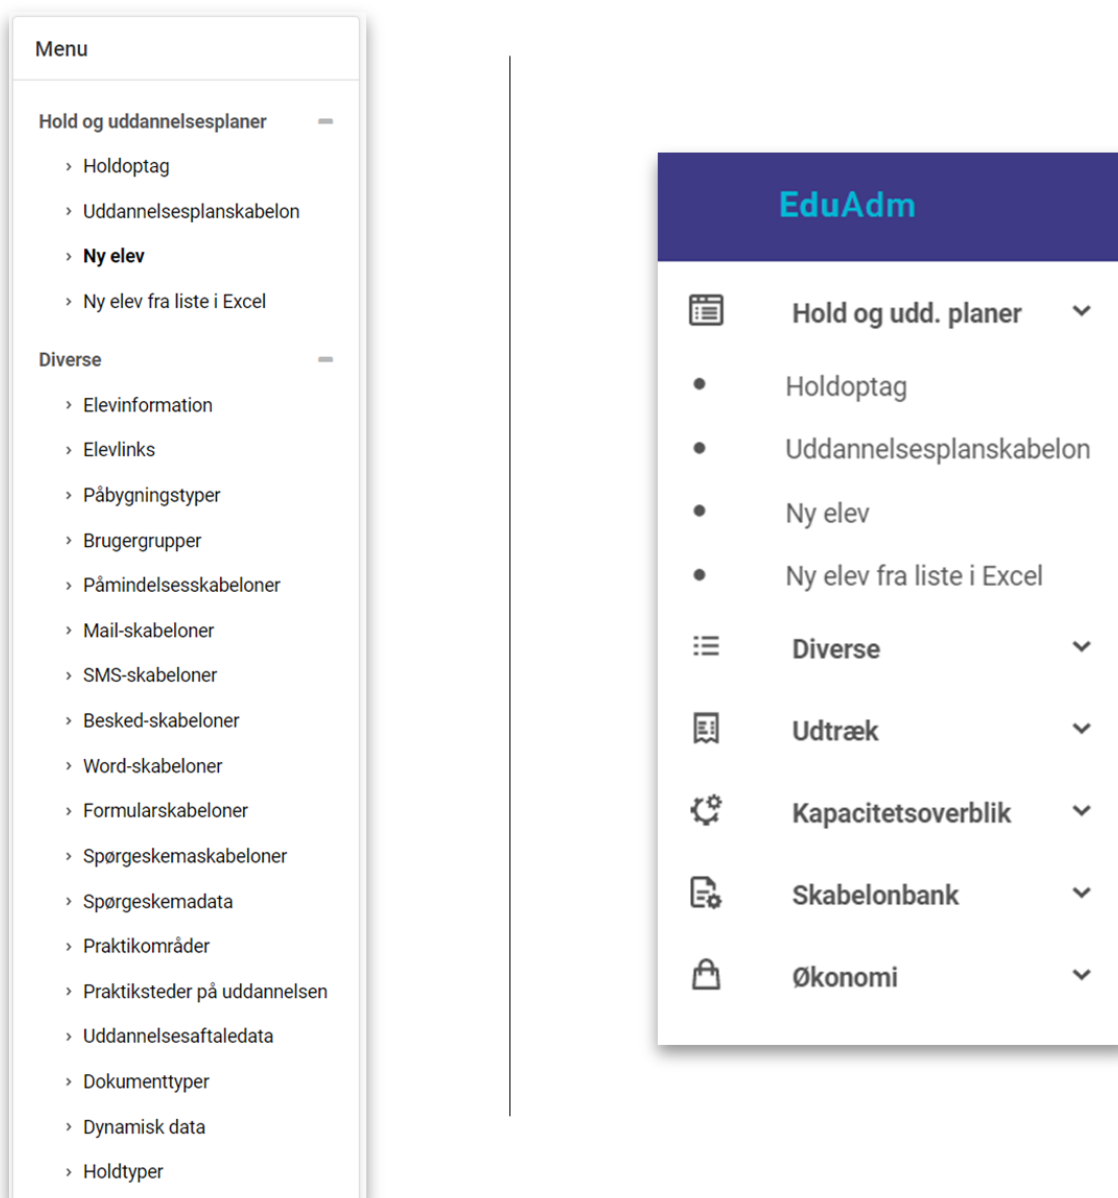 Menu
Hold og uddannelsesplaner
Holdoptag
Uddannelsesplanskabelon
Ny elev
Ny elev fra liste i Excel
Diverse
Elevinformation
Elevlinks
Påbygningstyper
Brugergrupper
Påmindelsesskabeloner
Mail-skabeloner
SMS-skabeloner
Besked-skabeloner
Word-skabeloner
Formularskabeloner
Spørgeskemaskabeloner
Spørgeskemadata
Praktikområder
Praktiksteder på uddannelsen
Uddannelsesaftaledata
Dokumenttyper
Dynamisk data
Holdtyper
EduAdm
Hold og udd. planer
Holdoptag
Uddannelsesplanskabelon
Ny elev
Ny elev fra liste i Excel
Diverse
Udtræk
Kapacitetsoverblik
Skabelonbank
Økonomi